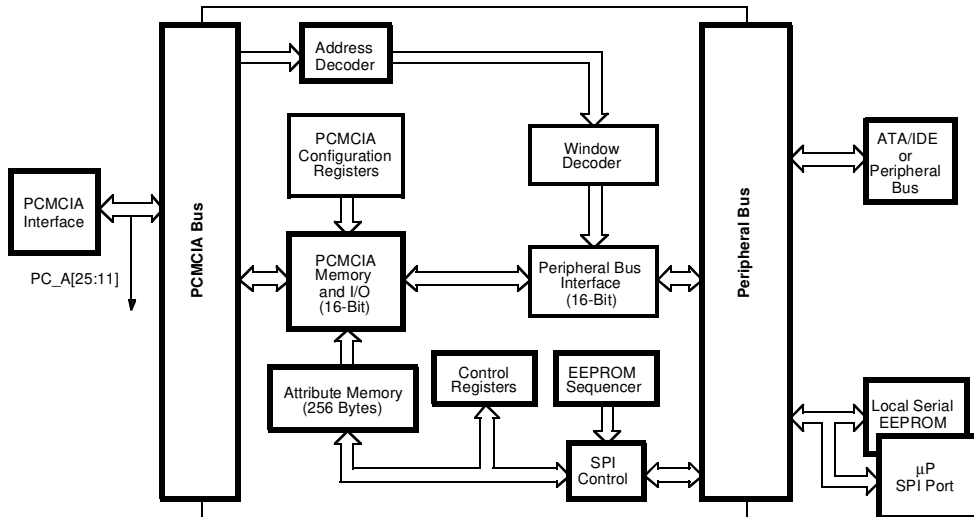 Address
Decoder
PCMCIA
Configuration
Registers
Window
Decoder
ATA/IDE
or
Peripheral
Bus
PCMCIA
Interface
PC_A[25:11]
PCMCIA Bus
PCMCIA
Memory
and I/O
(16-Bit)
Peripheral Bus
Interface
(16-Bit)
Peripheral Bus
Attribute Memory
(256 Bytes)
Control
Registers
EEPROM
Sequencer
SPI
Control
Local Serial
EEPROM
μP
SPI Port